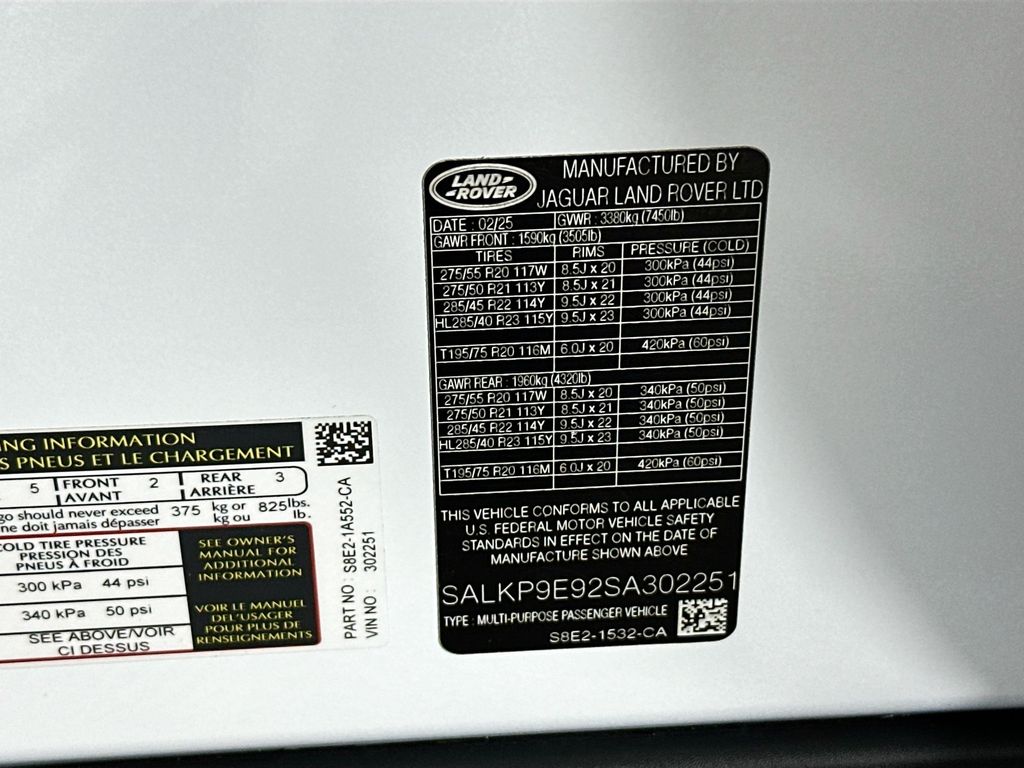 LAND-
-ROVER
MANUFACTURED BY
JAGUAR LAND ROVER LTD
DATE : 02/25 GVWR : 3380kg (7450lb)
GAWR FRONT : 1590kg (3505lb)
TIRES RIMS PRESSURE (COLD)
275/55 R20 117W 8.5J x 20 300kPa (44psi)
275/50 R21 113Y 8.5J x 21 300kPa (44psi)
285/45 R22 114Y 9.5J x 22 300kPa (44psi)
HL285/40 R23 115Y 9.5J x 23 300kPa (44psi)
T195/75 R20 116M 6.0J x 20 420kPa (60psi)
GAWR REAR : 1960kg (4320lb)
275/55 R20 117W 8.5J x 20 340kPa (50psi)
275/50 R21 113Y 8.5J x 21 340kPa (50psi)
285/45 R22 114Y 9.5J x 22 340kPa (50psi)
HL285/40 R23 115Y 9.5J x 23 340kPa (50psi)
T195/75 R20 116M 6.0J x 20 420kPa (60psi)
THIS VEHICLE CONFORMS TO ALL APPLICABLE
U.S. FEDERAL MOTOR VEHICLE SAFETY
STANDARDS IN EFFECT ON THE DATE OF
MANUFACTURE SHOWN ABOVE
SALKP9E92SA302251
TYPE : MULTI-PURPOSE PASSENGER VEHICLE
S8E2-1532-CA
ING INFORMATION
S PNEUS ET LE CHARGEMENT
5 FRONT 2 REAR 3
AVANT ARRIÈRE
go should never exceed 375 kg or 825 lbs.
ne doit jamais dépasser kg ou lb.
COLD TIRE PRESSURE
PRESSION DES
PNEUS À FROID
300 kPa 44 psi
340 kPa 50 psi
SEE ABOVE/VOIR
CI DESSUS
SEE OWNER'S
MANUAL FOR
ADDITIONAL
INFORMATION
VOIR LE MANUEL
DEL'USAGER
POUR PLUS DE
RENSEIGNEMENTS
PART NO : S8E2-1A552-CA
VIN NO : 302251